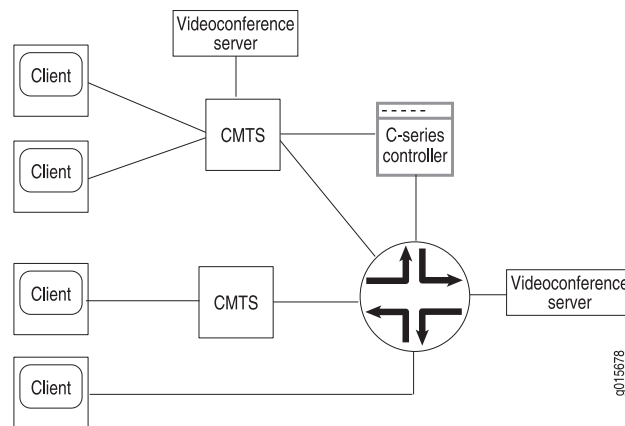 Videoconference
server
Client
CMTS
C-series
controller
Client
Client
CMTS
Videoconference
server
Client
g015678